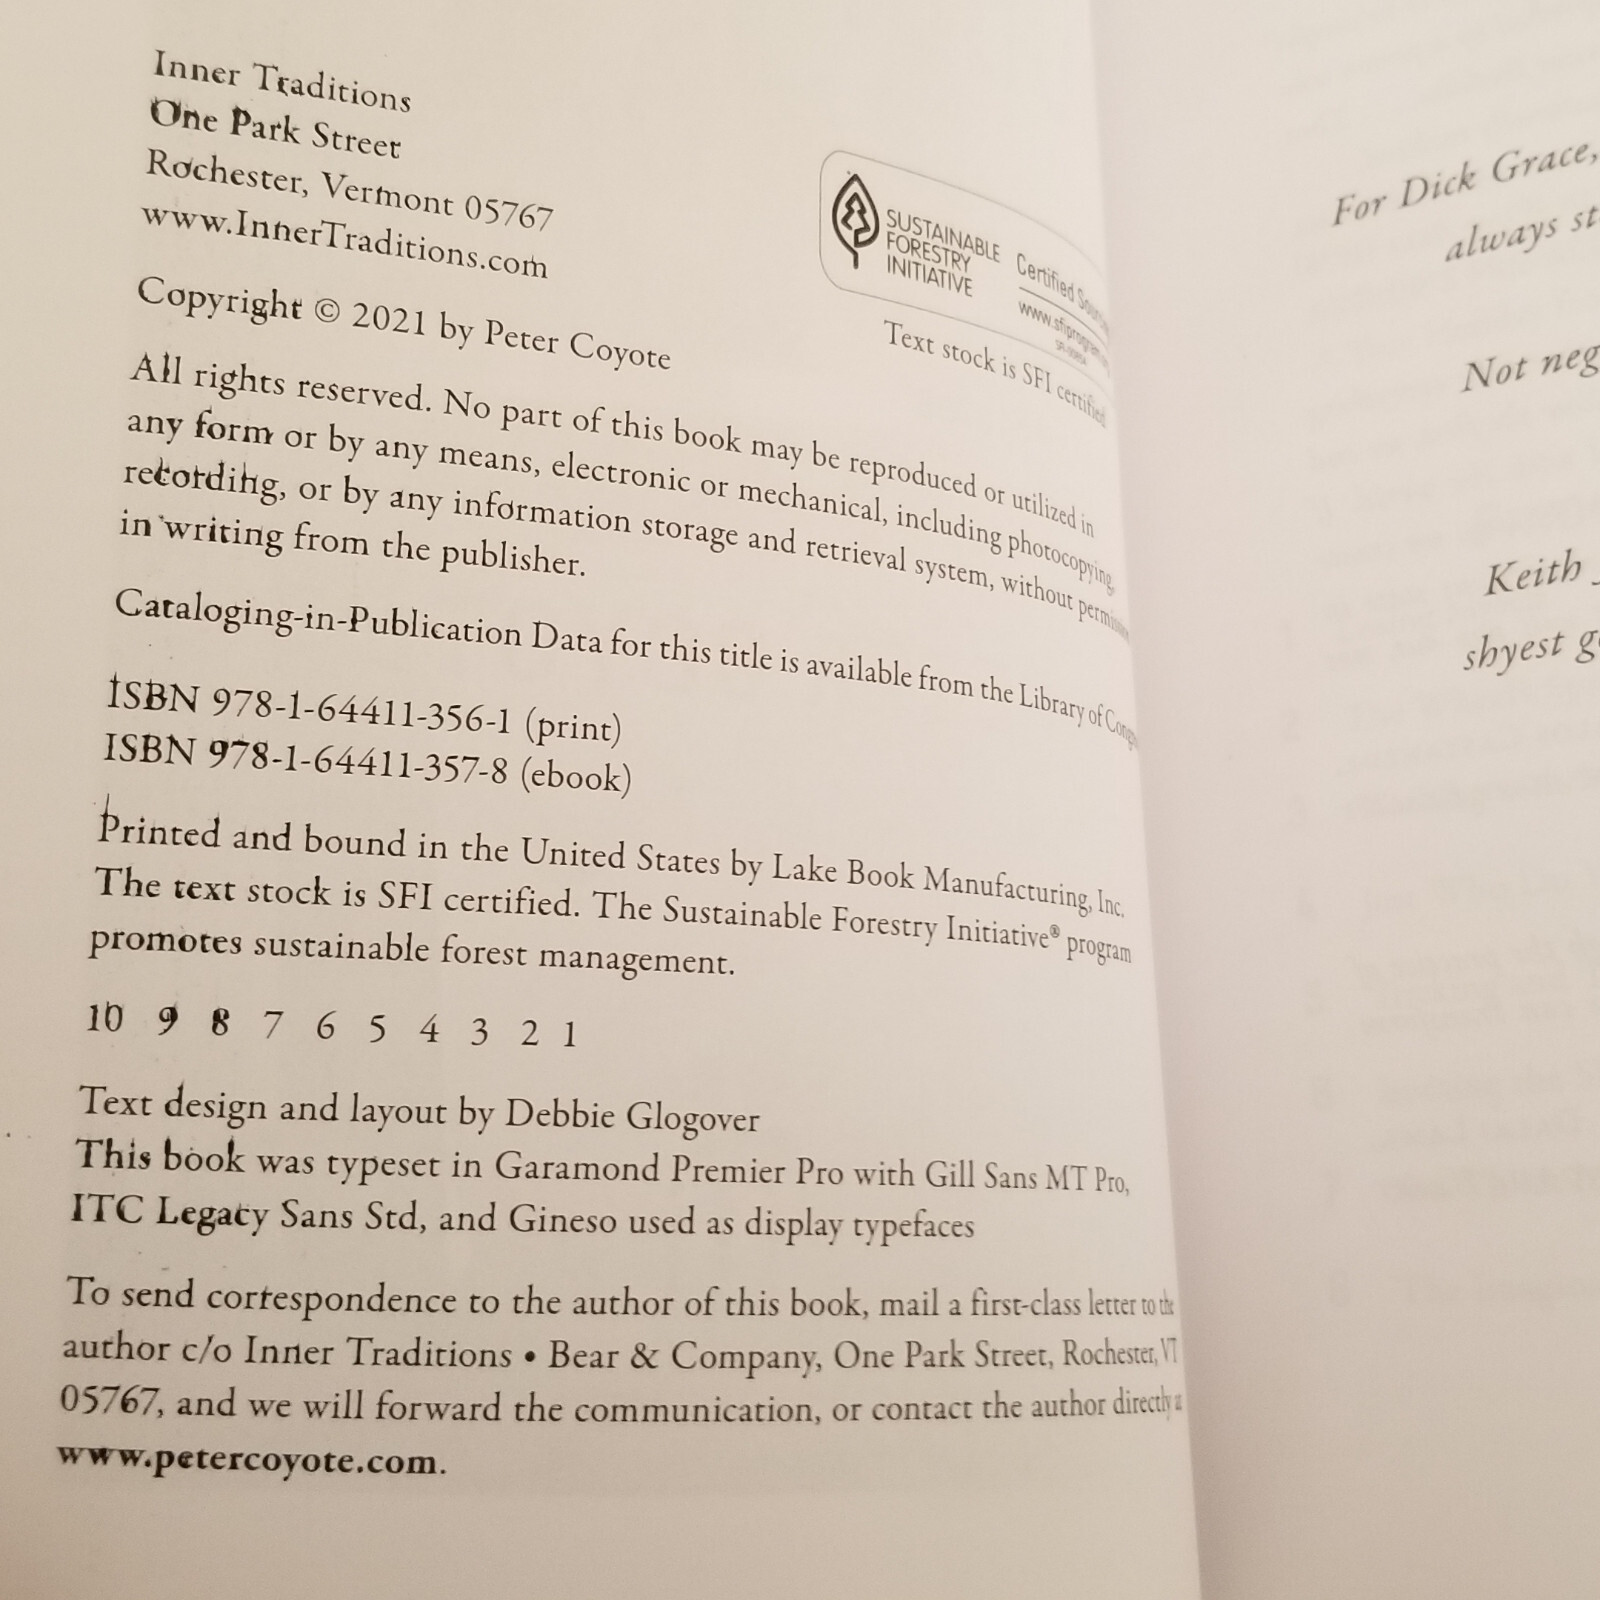 Inner Traditions
One Park Street
Rochester, Vermont 05767
www.InnerTraditions.com
SUSTAINABLE
FORESTRY
INITIATIVE
Certified
Text stock is SFI certified
Copyright © 2021 by Peter Coyote
All rights reserved. No part of this book may be reproduced or utilized in
any form or by any means, electronic or mechanical, including photocopying,
recording, or by any information storage and retrieval system, without
in writing from the publisher.
Cataloging-in-Publication Data for this title is available from the Library of
ISBN 978-1-64411-356-1 (print)
ISBN 978-1-64411-357-8 (ebook)
Printed and bound in the United States by Lake Book Manufacturing, Inc.
The text stock is SFI certified. The Sustainable Forestry Initiative® program
promotes sustainable forest management.
10 9 8 7 6 5 4 3 2 1
Text design and layout by Debbie Glogover
This book was typeset in Garamond Premier Pro with Gill Sans MT Pro,
ITC Legacy Sans Std, and Gineso used as display typefaces
To send correspondence to the author of this book, mail a first-class letter to the
author c/o Inner Traditions • Bear & Company, One Park Street, Rochester, VT
05767, and we will forward the communication, or contact the author directly at
www.petercoyote.com.
For Dick Grace,
always
Not
Keith
shyest